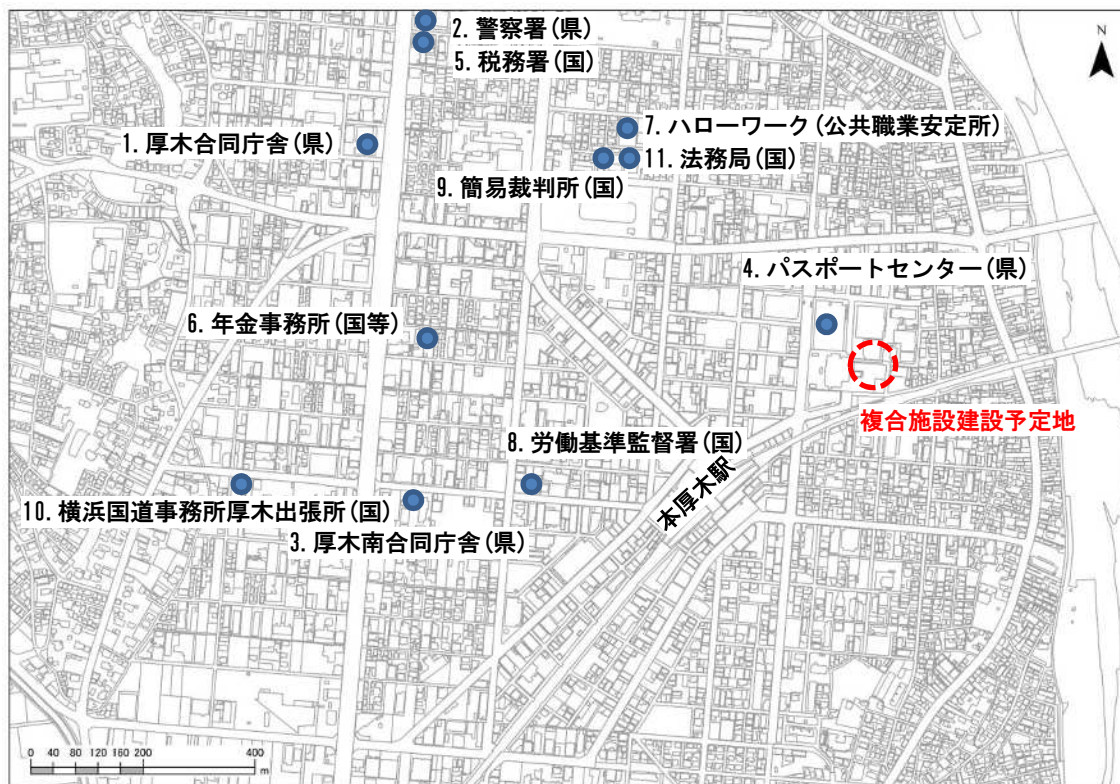 2. 警察署(県)
N
5. 税務署(国)
7. ハローワーク(公共職業安定所)
1. 厚木合同庁舎(県)
11. 法務局(国)
9. 簡易裁判所(国)
4. パスポートセンター(県)
6. 年金事務所(国等)
複合施設建設予定地
8. 労働基準監督署(国)
本厚木駅
10. 横浜国道事務所厚木出張所(国)
3. 厚木南合同庁舎(県)
0 40 80 120 160 200 400
m